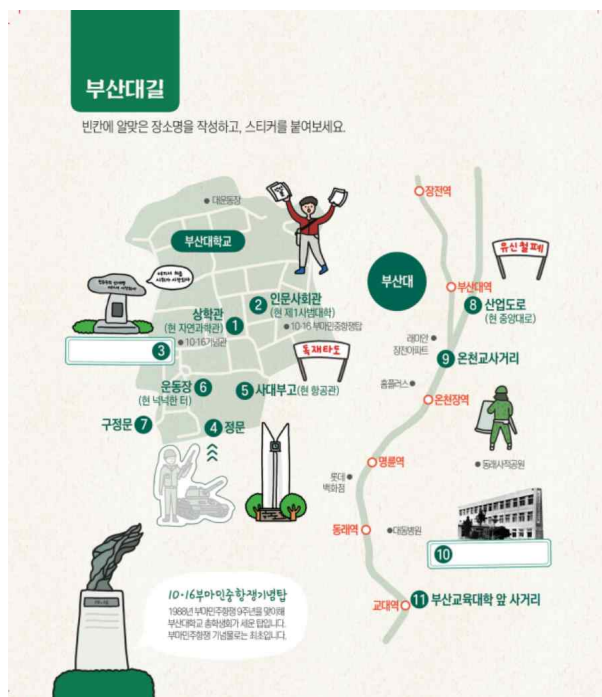 부산대길
빈칸에 알맞은 장소명을 작성하고, 스티커를 붙여보세요.
대운동장
부산대학교
상학관
(현 자연과학관)
1
2
인문사회관
(현 제1사범대학)
10·16 부마민중항쟁탑
3
10·16기념관
독재타도
운동장
(현 넉넉한 터)
6
5
사대부고(현 항공관)
구정문
7
4
정문
10·16부마민중항쟁기념탑
1988년 부마민주항쟁 9주년을 맞이해
부산대학교 총학생회가 세운 탑입니다.
부마민주항쟁 기념물로는 최초입니다.
장전역
유신철폐
부산대
부산대역
8
산업도로
(현 중앙대로)
래미안
장전아파트
9
온천교사거리
홈플러스
온천장역
명륜역
동래사적공원
롯데
백화점
동래역
대동병원
10
교대역
11
부산교육대학 앞 사거리